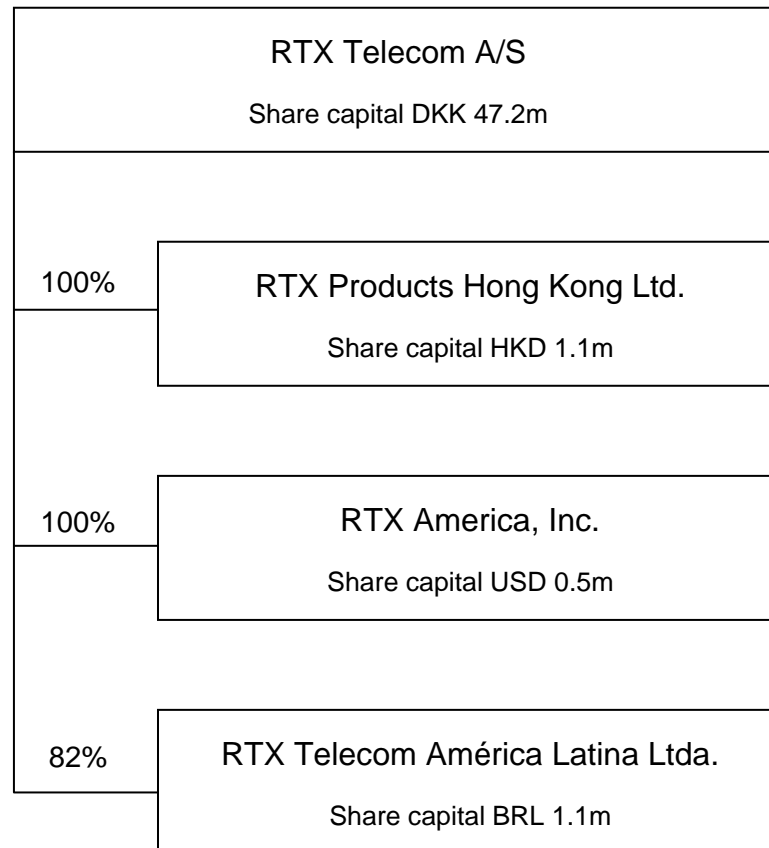 RTX Telecom A/S
Share capital DKK 47.2m
100%
RTX Products Hong Kong Ltd.
Share capital HKD 1.1m
100%
RTX America, Inc.
Share capital USD 0.5m
82%
RTX Telecom América Latina Ltda.
Share capital BRL 1.1m